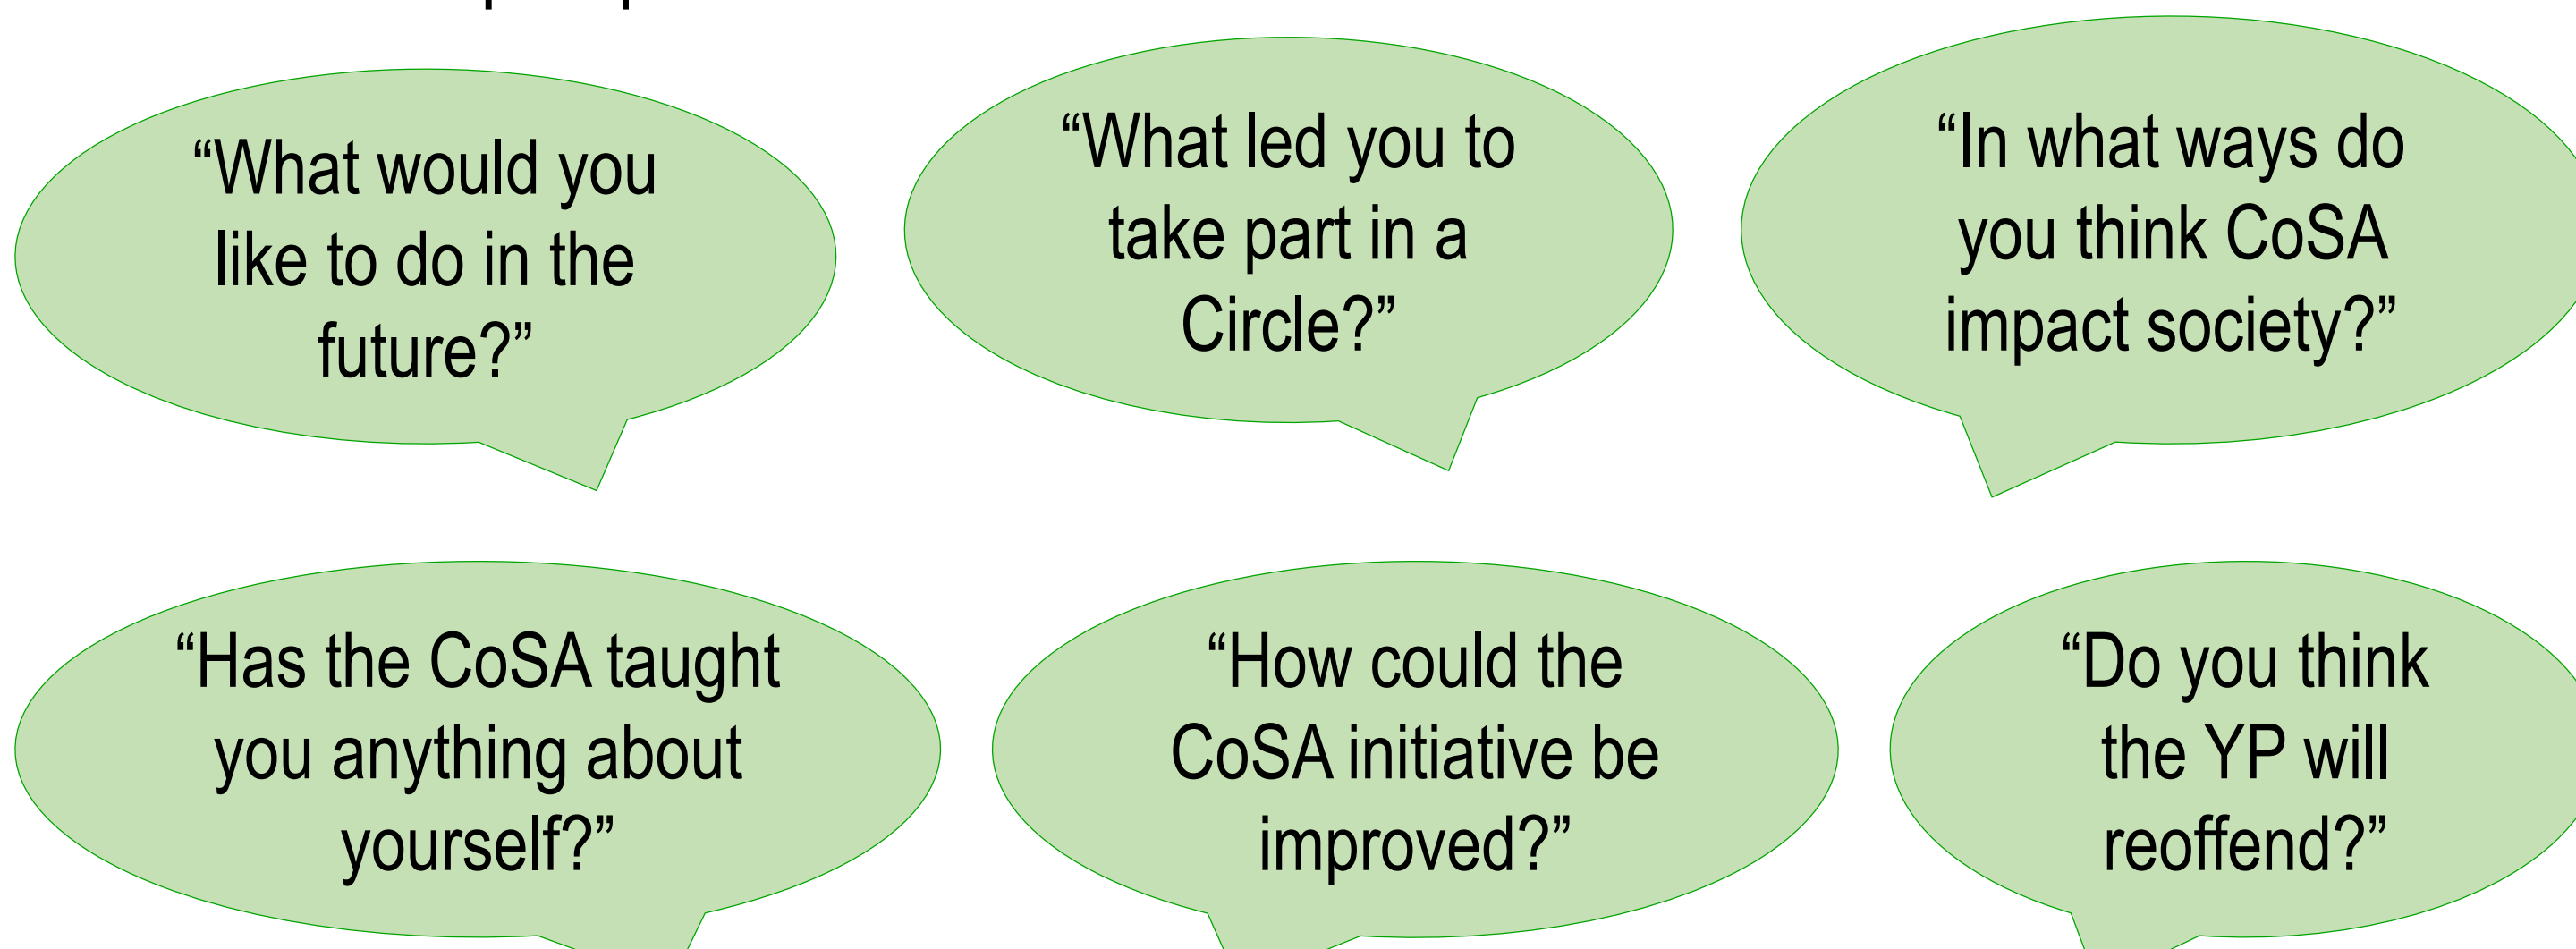 “What would you
like to do in the
future?”
“What led you to
take part in a
Circle?”
“In what ways do
you think CoSA
impact society?”
“Has the CoSA taught
you anything about
yourself?”
“How could the
CoSA initiative be
improved?”
“Do you think
the YP will
reoffend?”